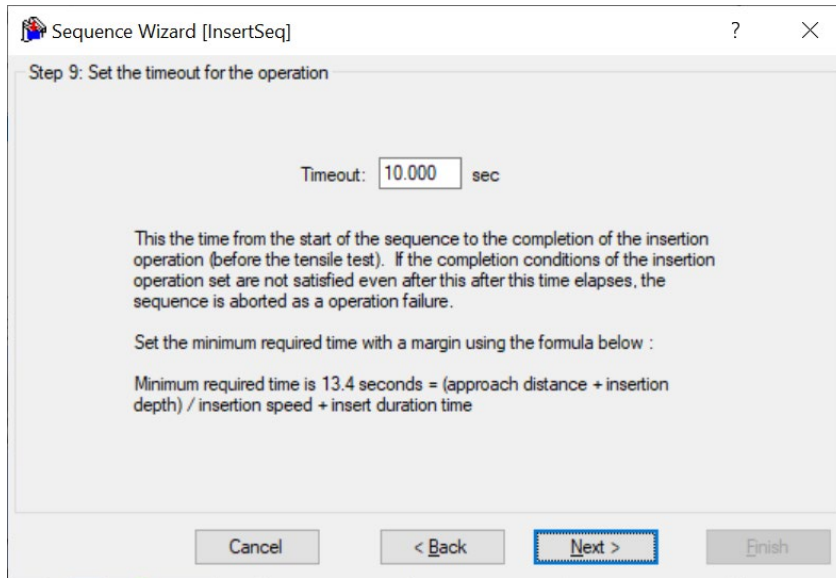 Sequence Wizard [InsertSeq] ?
Step 9: Set the timeout for the operation
Timeout: 10.000 sec
This the time from the start of the sequence to the completion of the insertion
operation (before the tensile test). If the completion conditions of the insertion
operation set are not satisfied even after this after this time elapses, the
sequence is aborted as a operation failure.
Set the minimum required time with a margin using the formula below :
Minimum required time is 13.4 seconds = (approach distance + insertion
depth) / insertion speed + insert duration time
Cancel < Back Next > Finish